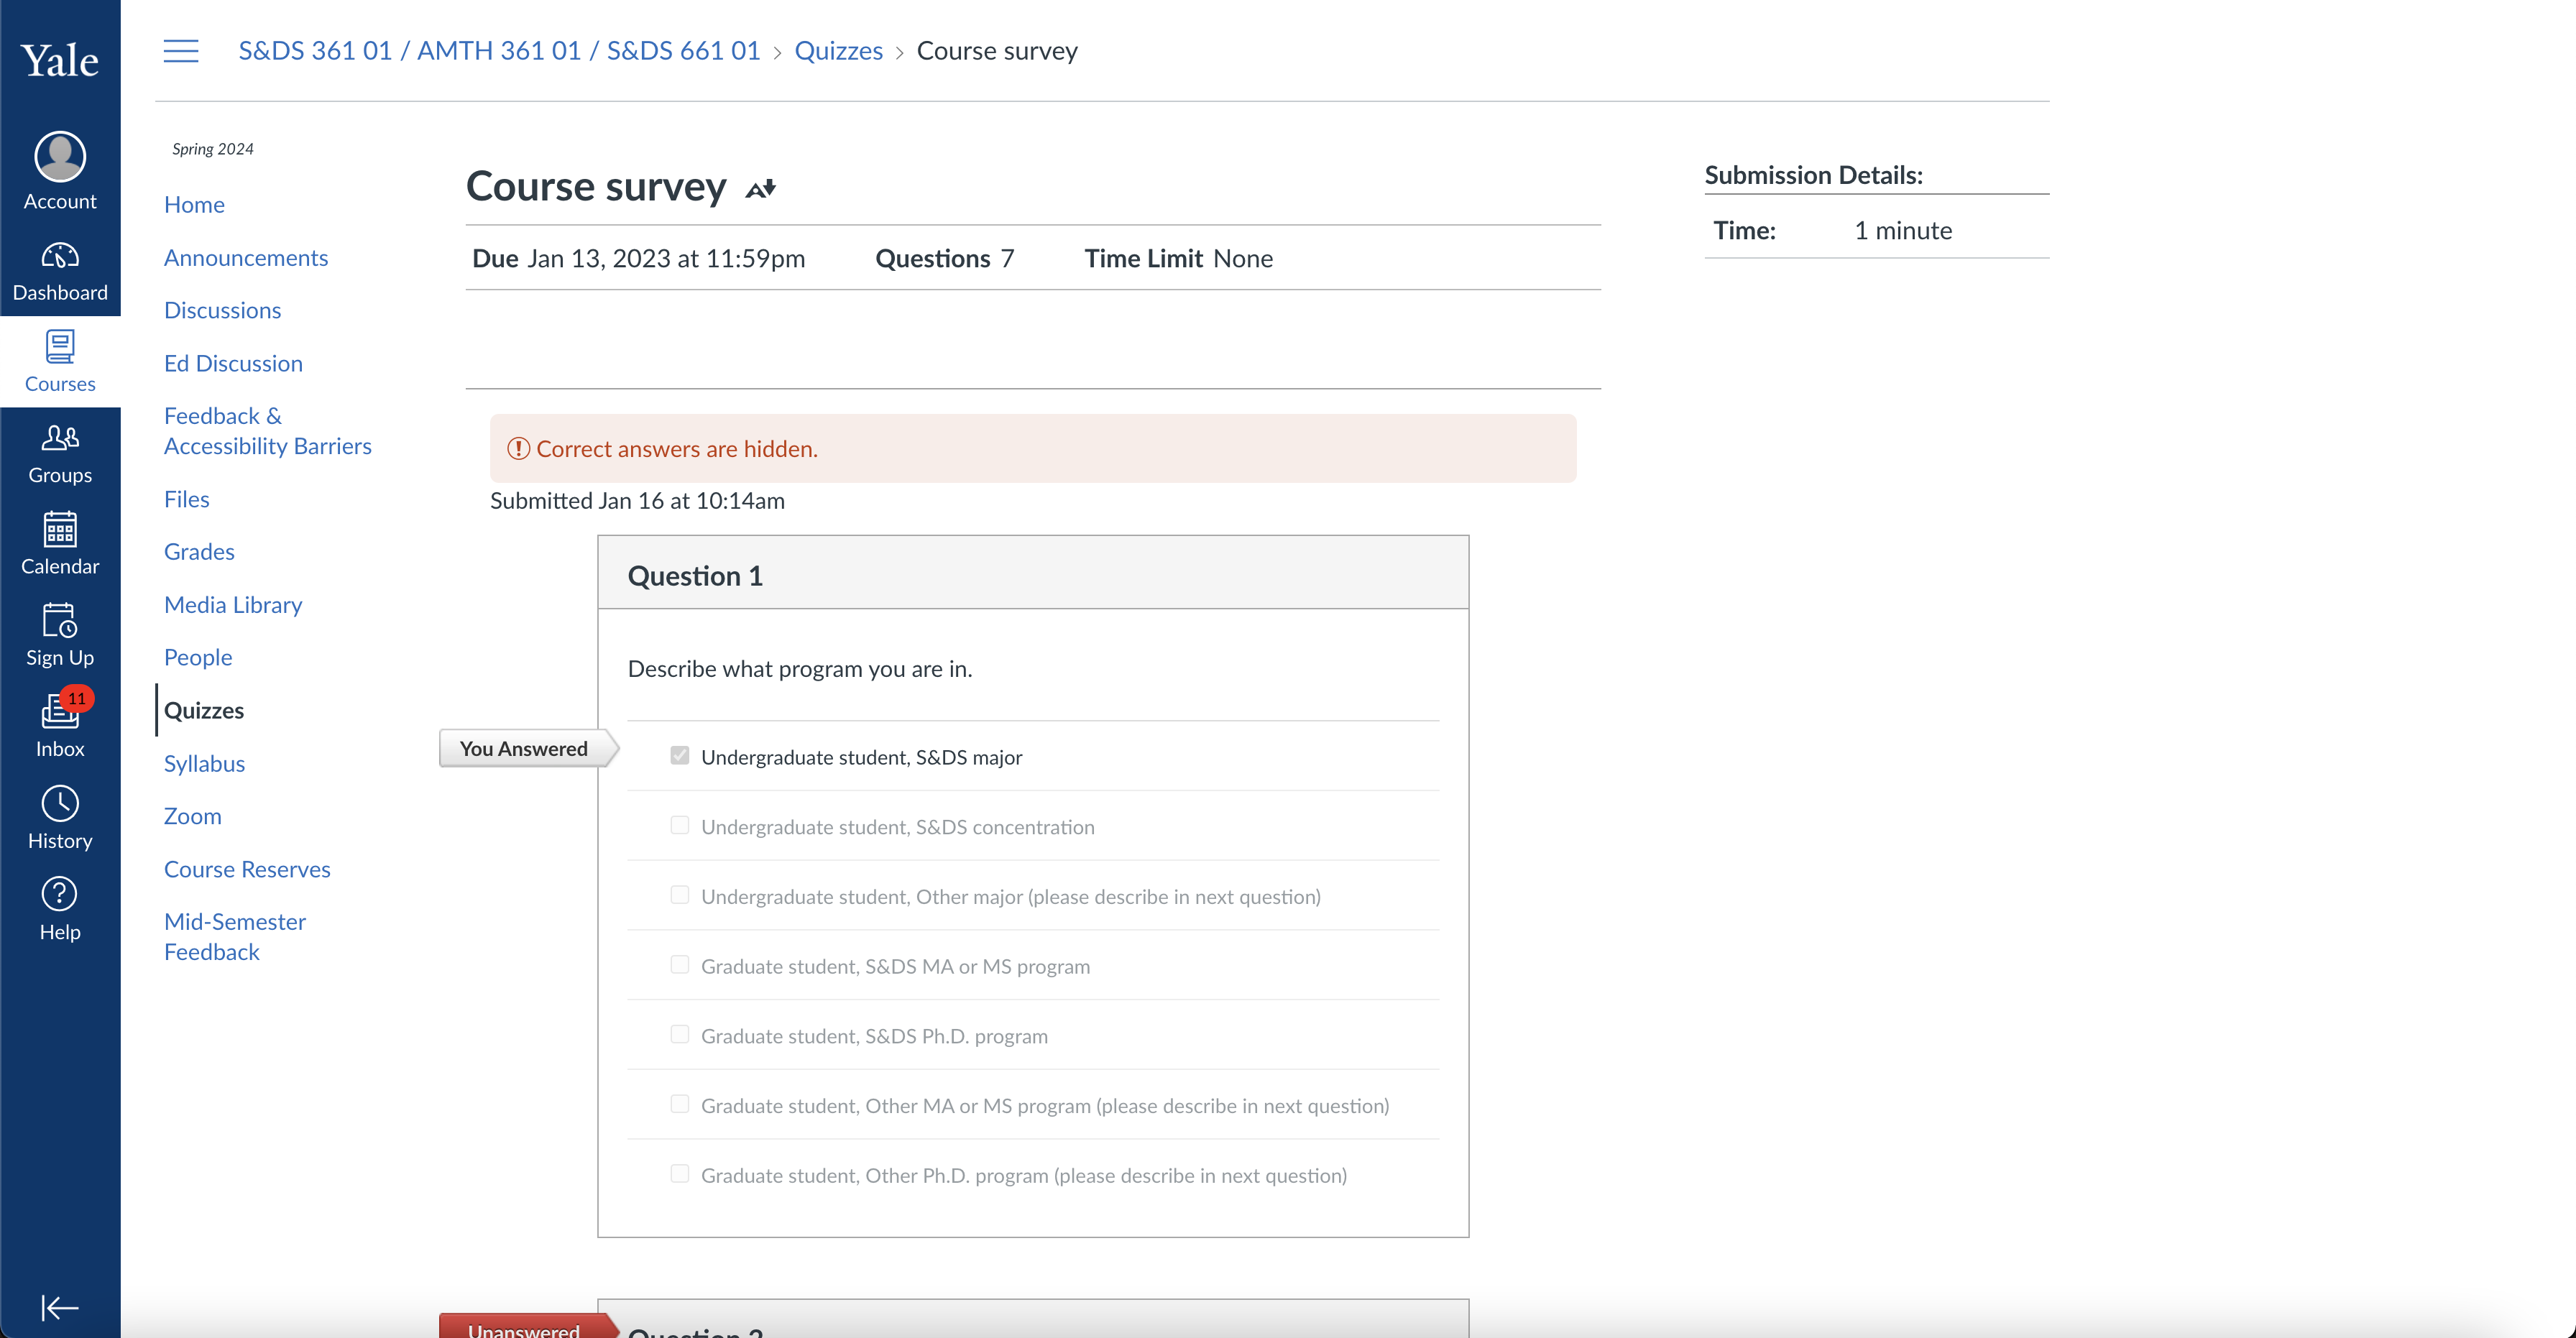 Yale
Account
Dashboard
Courses
Groups
Calendar
Sign Up
11
Inbox
History
Help
S&DS 361 01 / AMTH 361 01 / S&DS 661 01 › Quizzes › Course survey
Spring 2024
Home
Announcements
Discussions
Ed Discussion
Feedback &
Accessibility Barriers
Files
Grades
Media Library
People
Quizzes
Syllabus
Zoom
Course Reserves
Mid-Semester
Feedback
Course survey
Due Jan 13, 2023 at 11:59pm Questions 7 Time Limit None
Correct answers are hidden.
Submitted Jan 16 at 10:14am
Question 1
Describe what program you are in.
You Answered
Undergraduate student, S&DS major
Undergraduate student, S&DS concentration
Undergraduate student, Other major (please describe in next question)
Graduate student, S&DS MA or MS program
Graduate student, S&DS Ph.D. program
Graduate student, Other MA or MS program (please describe in next question)
Graduate student, Other Ph.D. program (please describe in next question)
Unanswered
Question 2
Submission Details:
Time: 1 minute